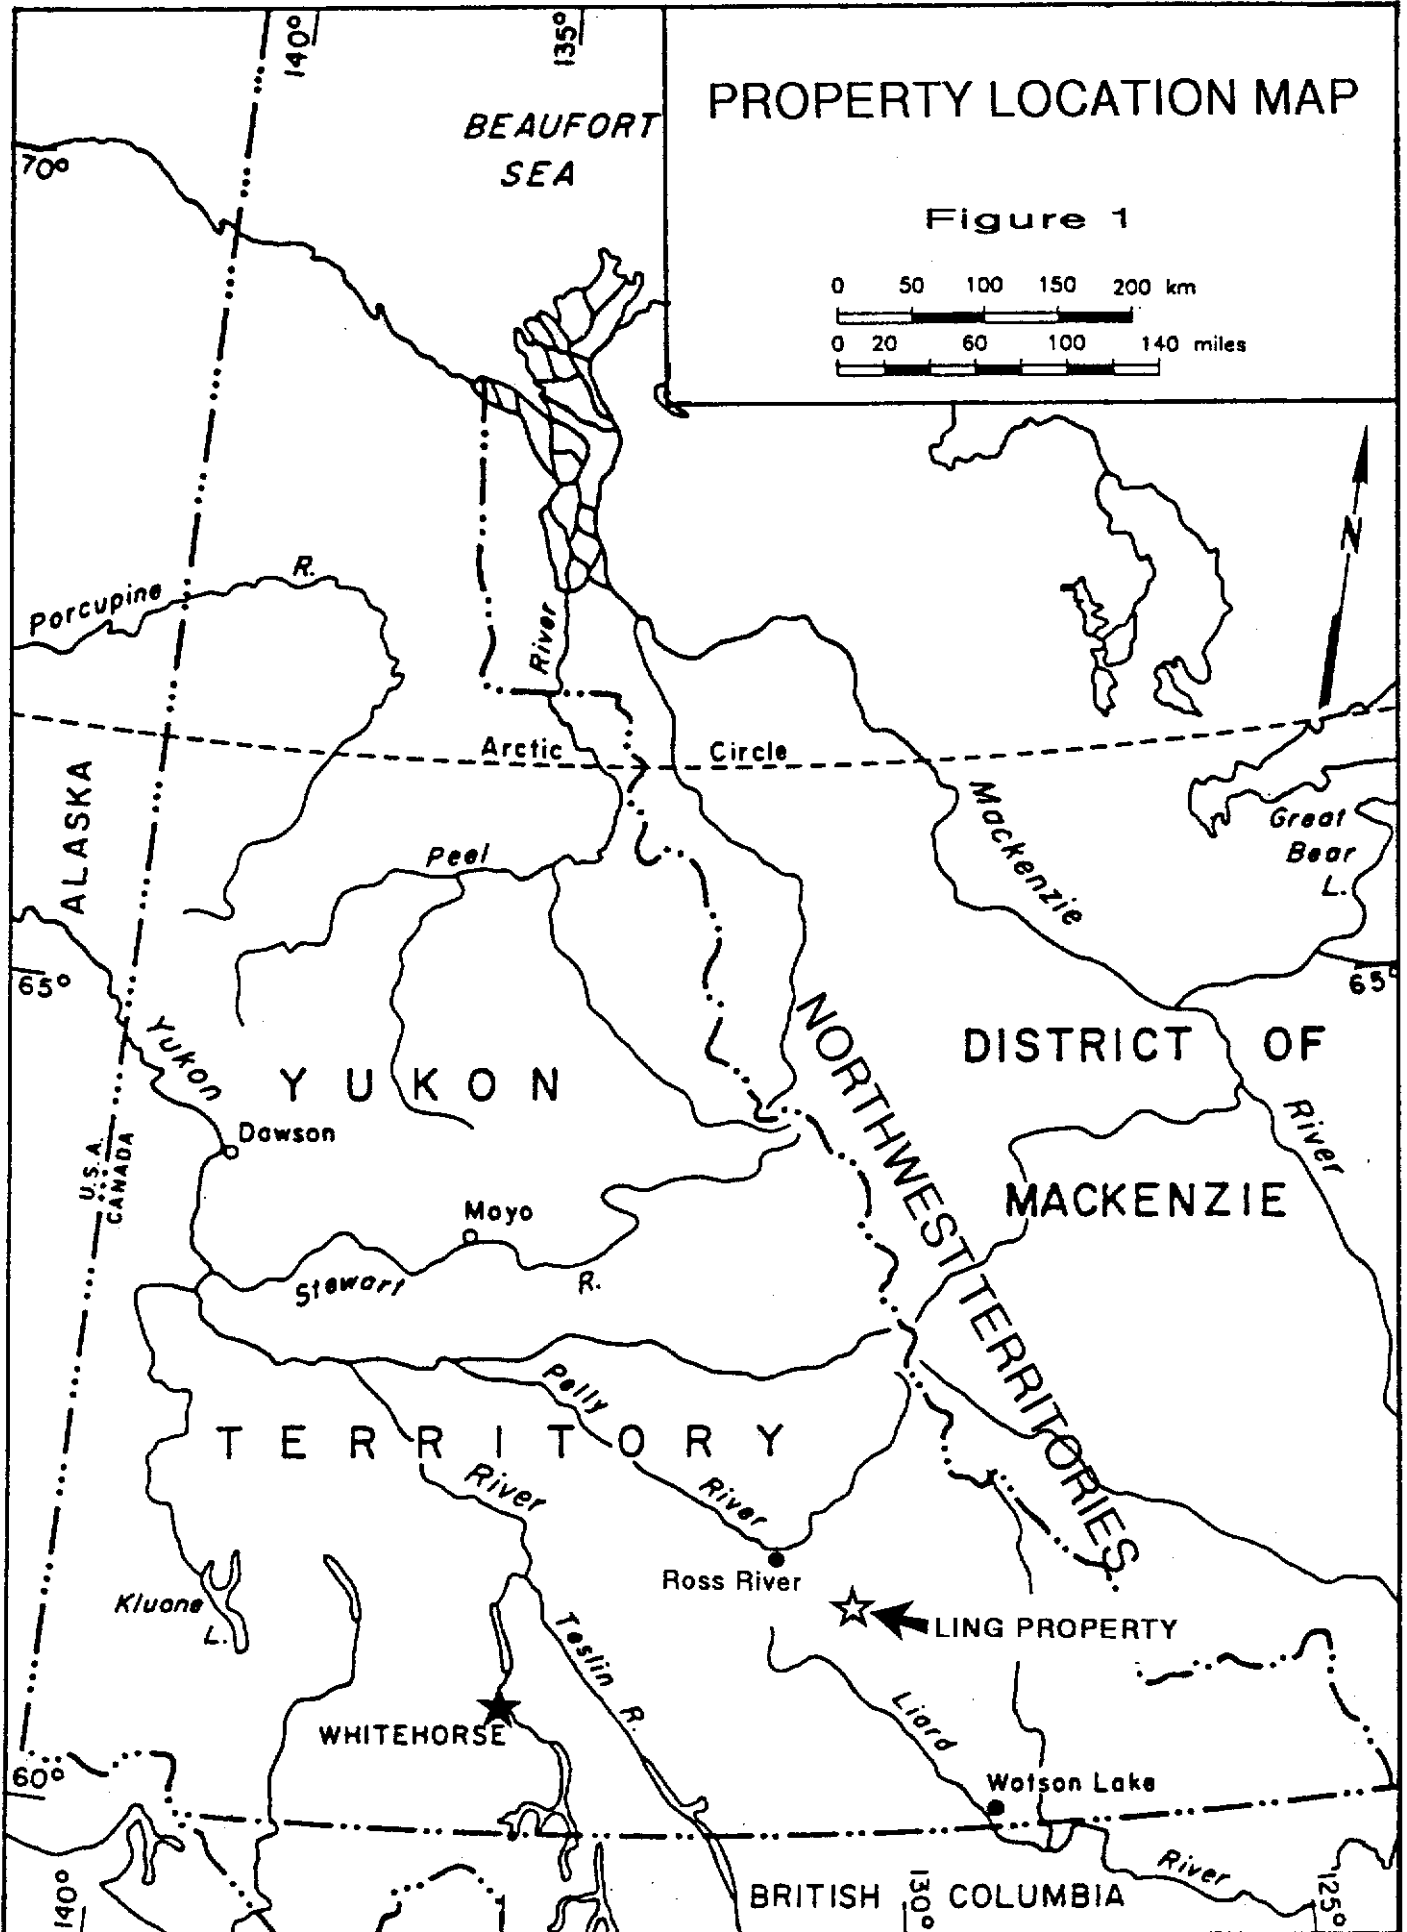 140°
135°
PROPERTY LOCATION MAP
BEAUFORT
SEA
70°
Figure 1
0 50 100 150 200 km
0 20 60 100 140 miles
N
Porcupine R.
River
Arctic Circle
ALASKA
Mackenzie
Great
Bear
L.
Peel
65°
65°
Yukon
NORTHWEST TERRITORIES
DISTRICT OF
YUKON
River
Dawson
U.S.A.
CANADA
MACKENZIE
Mayo
Stewart R.
Pelly
TERRITORY
River
River
Ross River
Kluane
L.
LING PROPERTY
Teslin R.
Liard
WHITEHORSE
60°
Watson Lake
River
140°
BRITISH COLUMBIA
130°
125°